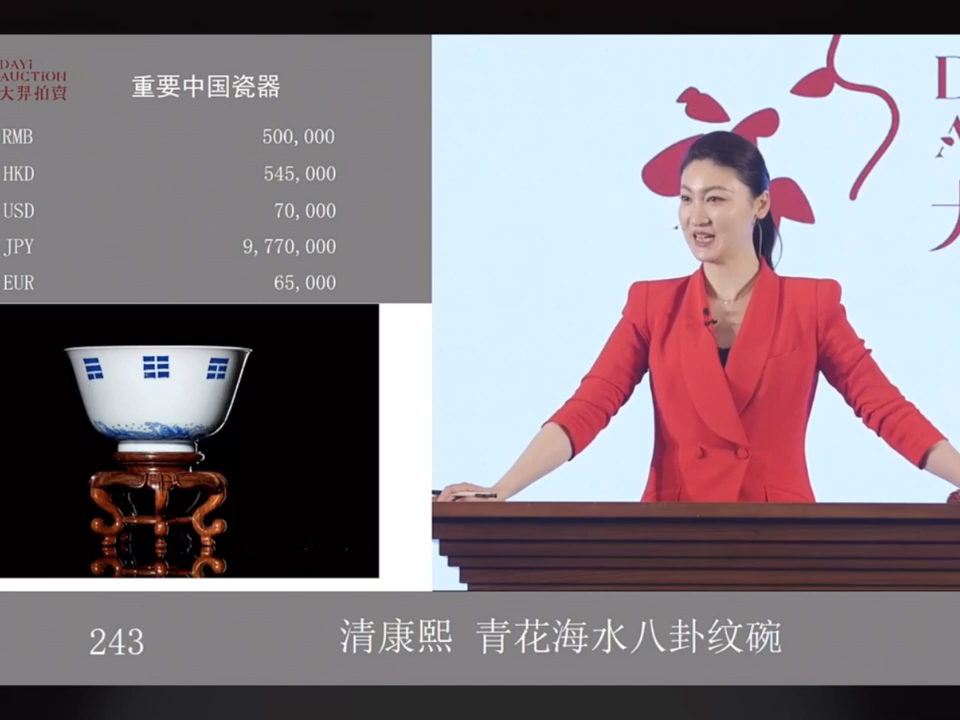 DAYi
AUCTiON
大羿拍賣
重要中国瓷器
RMB 500,000
HKD 545,000
USD 70,000
JPY 9,770,000
EUR 65,000
243 清康熙 青花海水八卦纹碗